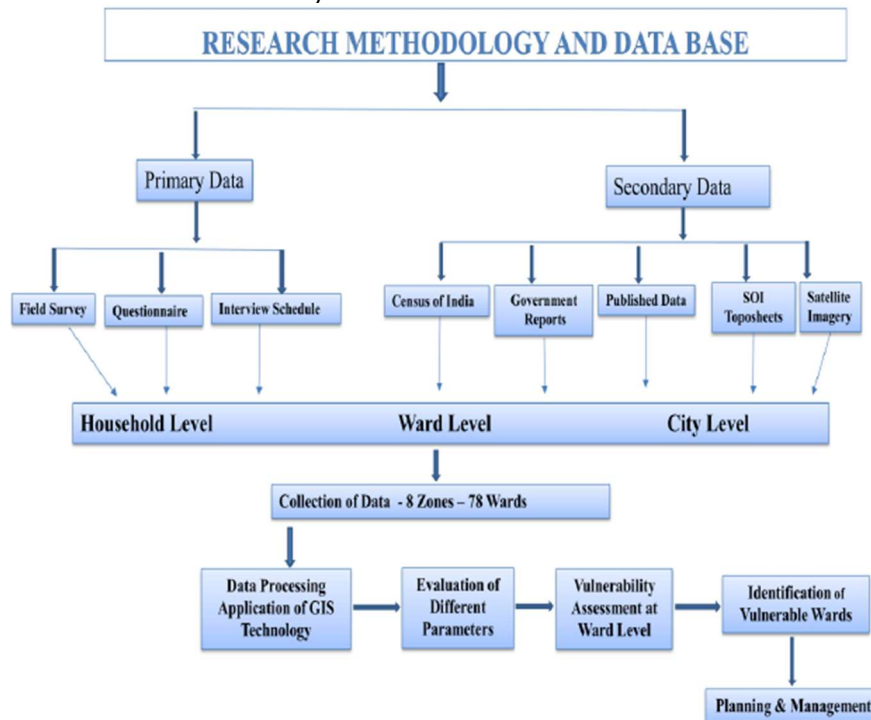 RESEARCH METHODOLOGY AND DATA BASE
Primary Data
Secondary Data
Field Survey
Questionnaire
Interview Schedule
Census of India
Government
Reports
Published Data
SOI
Toposheets
Satellite
Imagery
Household Level
Ward Level
City Level
Collection of Data - 8 Zones – 78 Wards
Data Processing
Application of GIS
Technology
Evaluation of
Different
Parameters
Vulnerability
Assessment at
Ward Level
Identification of
Vulnerable Wards
Planning & Management